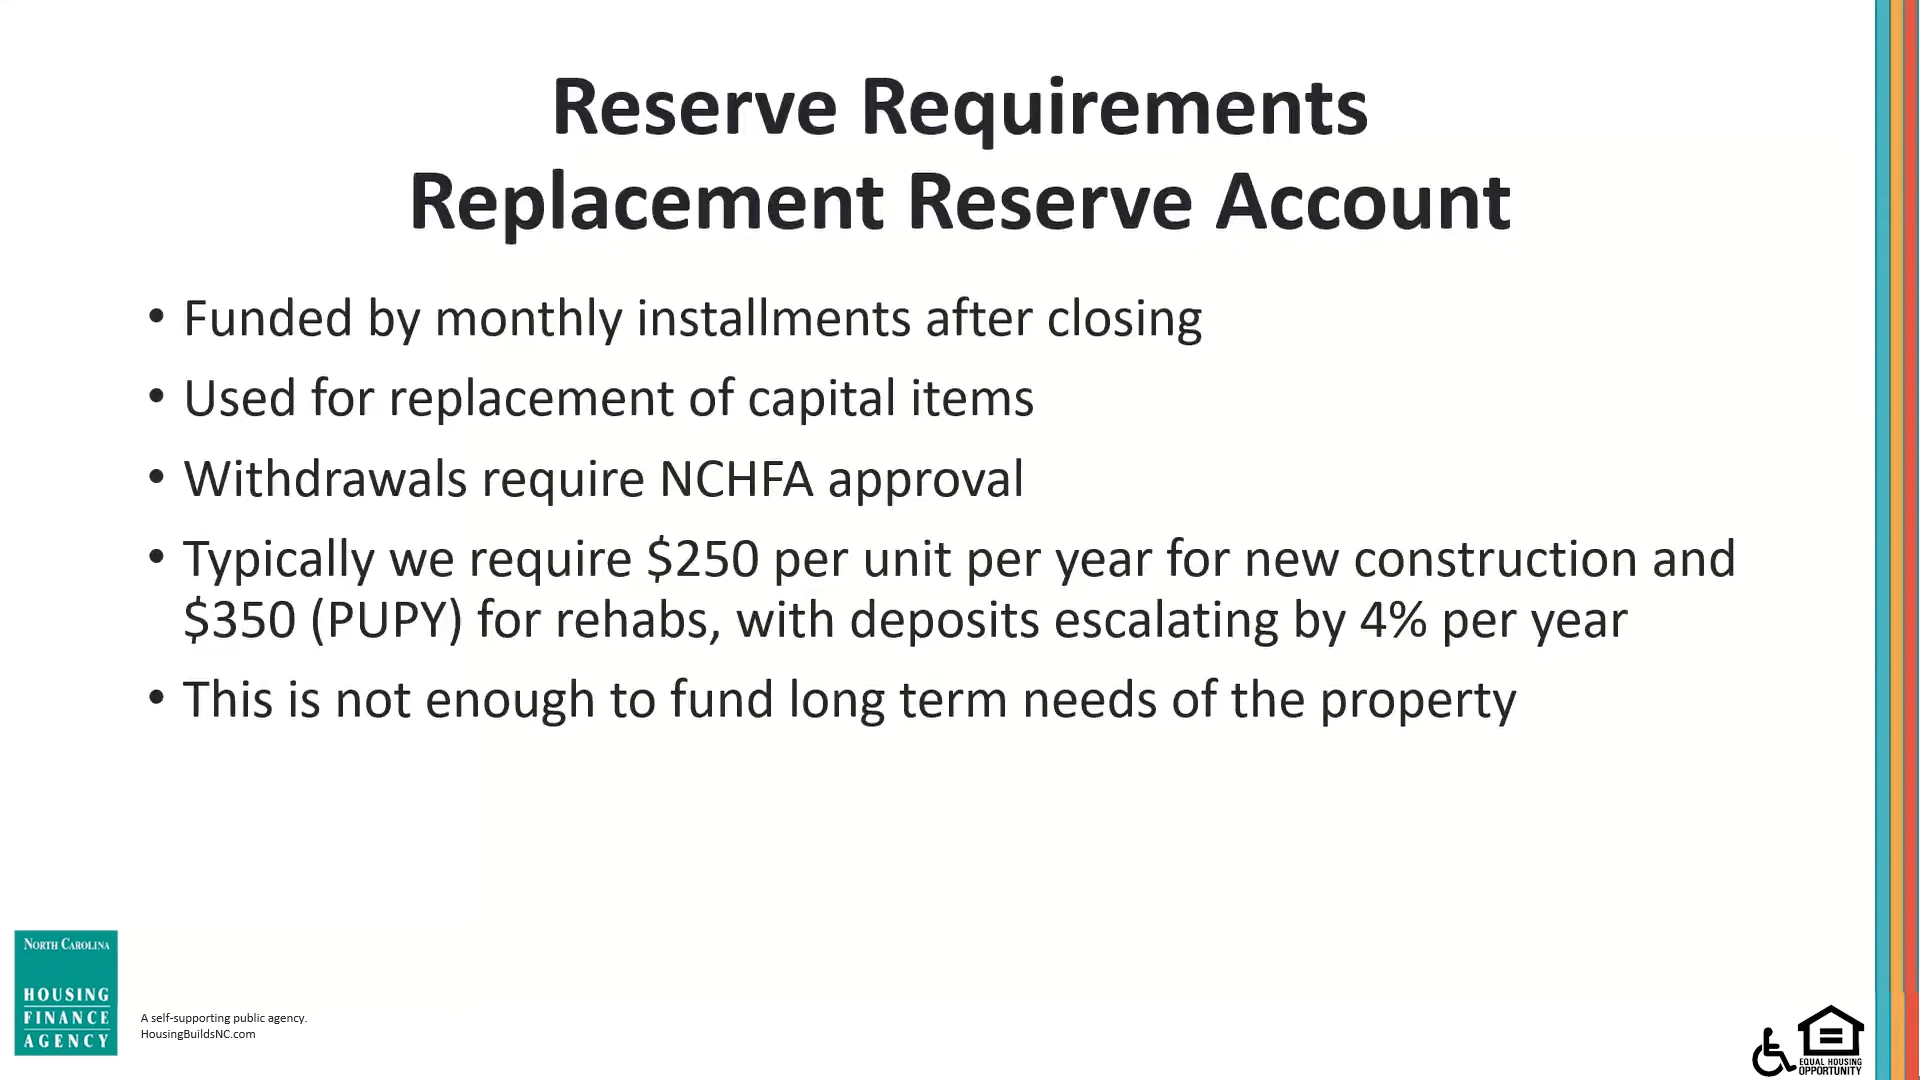 Reserve Requirements
Replacement Reserve Account
• Funded by monthly installments after closing
• Used for replacement of capital items
• Withdrawals require NCHFA approval
• Typically we require $250 per unit per year for new construction and
$350 (PUPY) for rehabs, with deposits escalating by 4% per year
• This is not enough to fund long term needs of the property
NORTH CAROLINA
HOUSING
FINANCE
AGENCY
A self-supporting public agency.
HousingBuildsNC.com
EQUAL HOUSING
OPPORTUNITY